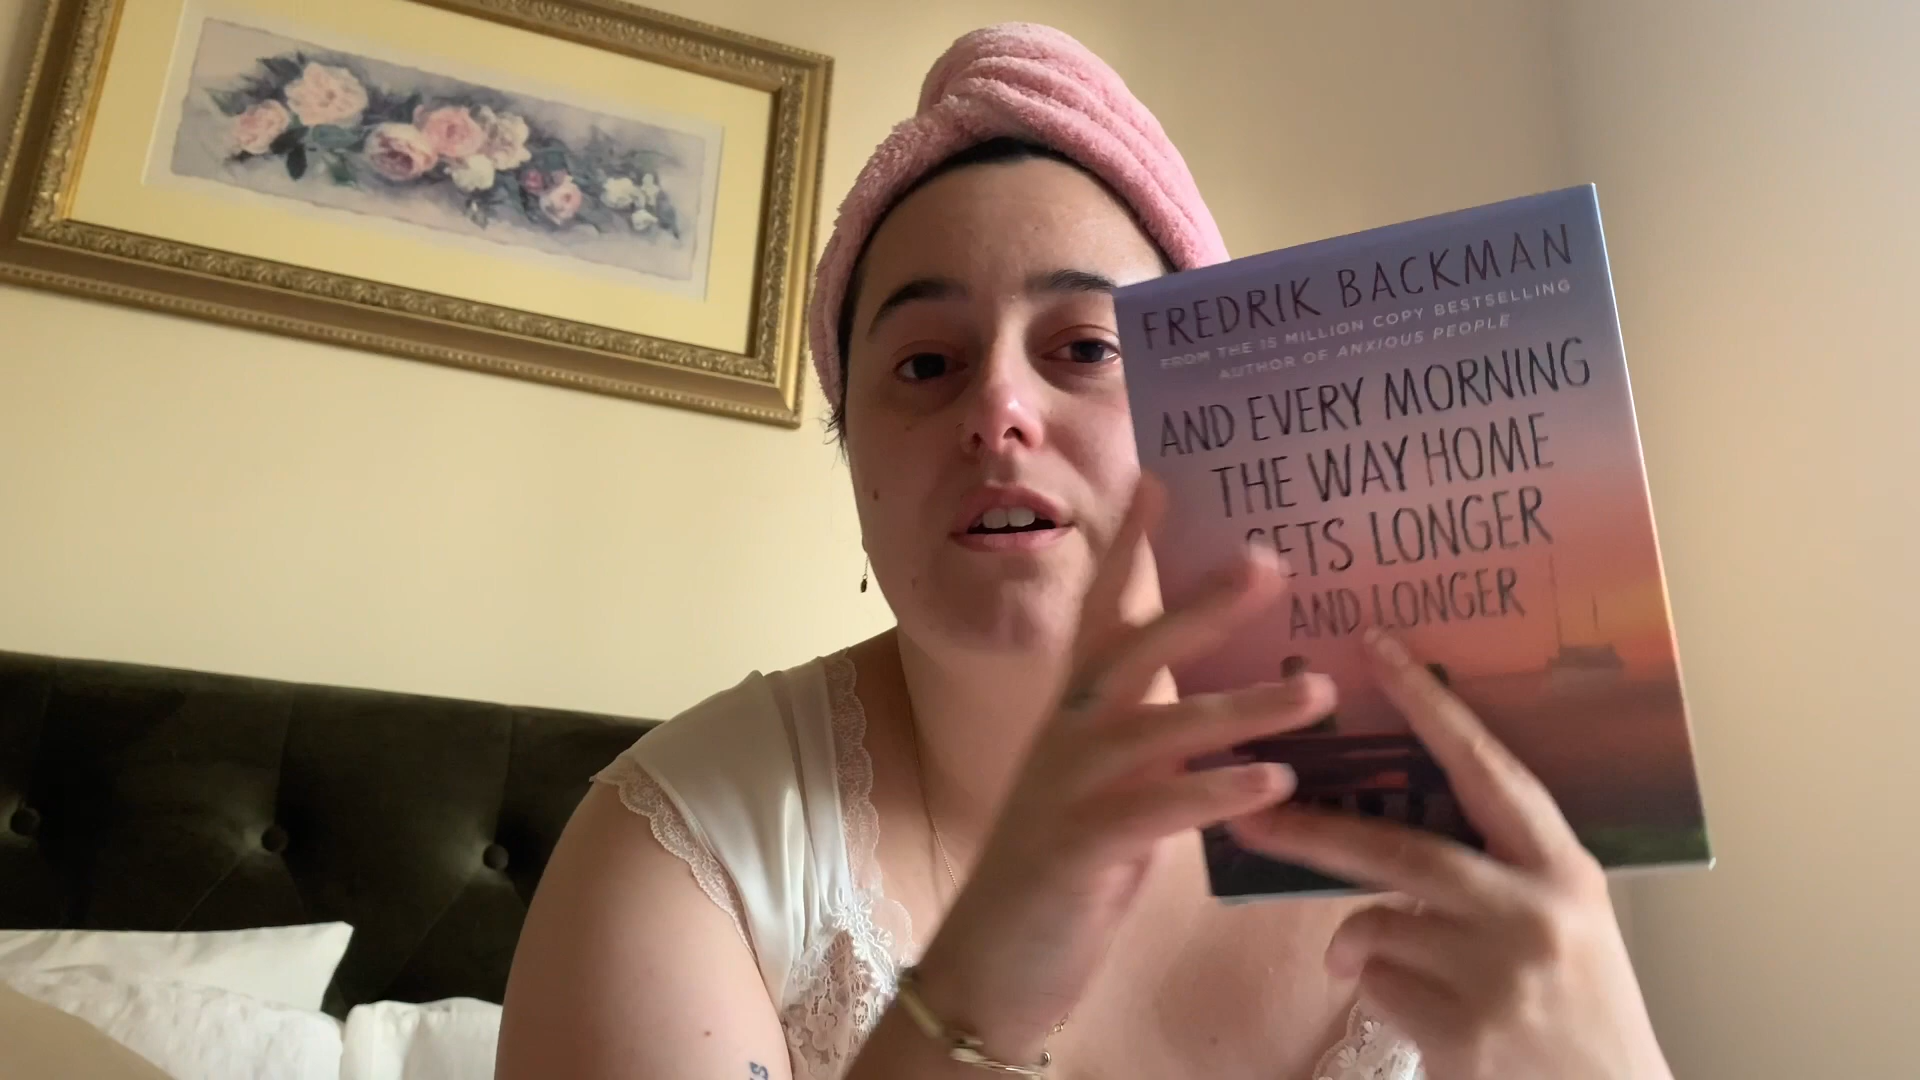 FREDRIK BACKMAN
FROM THE 15 MILLION COPY BESTSELLING
AUTHOR OF ANXIOUS PEOPLE
AND EVERY MORNING
THE WAY HOME
GETS LONGER
AND LONGER